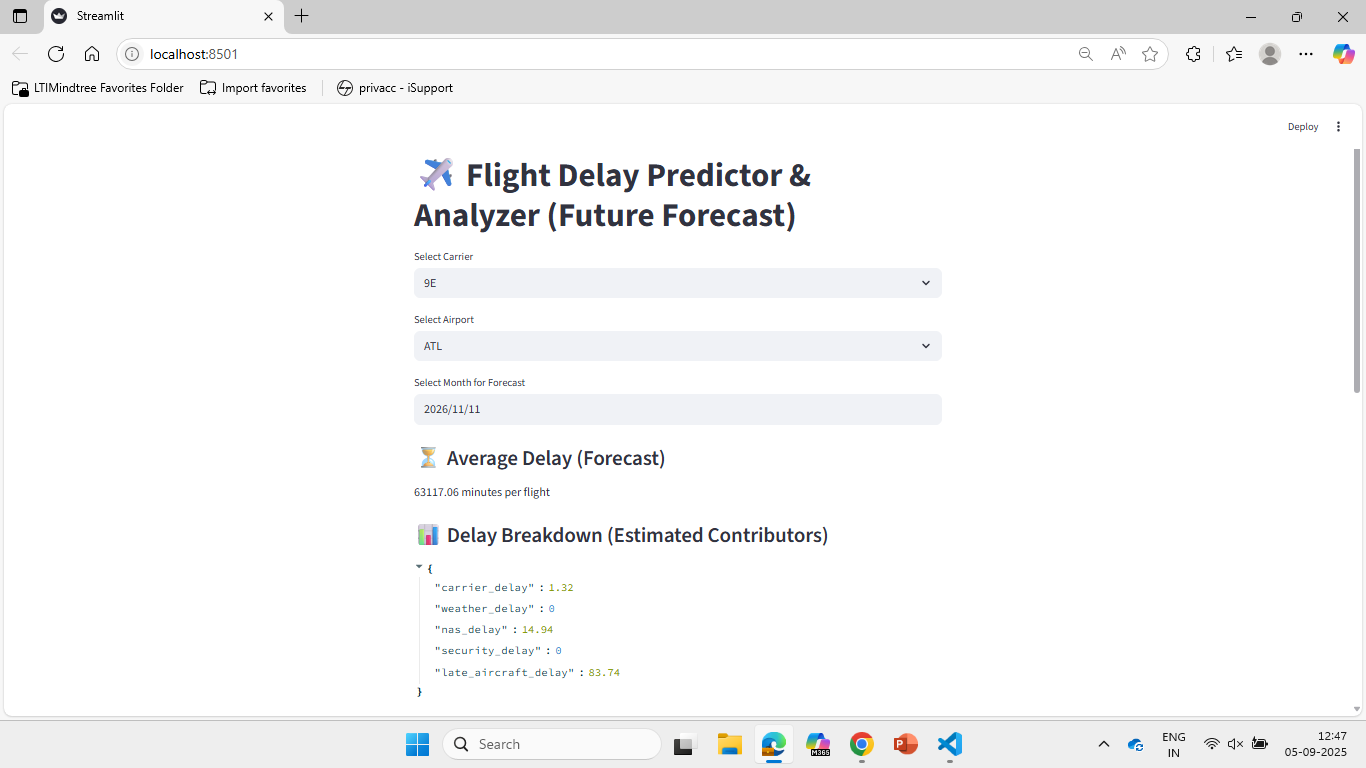 Streamlit
localhost:8501
LTIMindtree Favorites Folder
Import favorites
privacc - iSupport
Deploy
Flight Delay Predictor &
Analyzer (Future Forecast)
Select Carrier
9E
Select Airport
ATL
Select Month for Forecast
2026/11/11
Average Delay (Forecast)
63117.06 minutes per flight
Delay Breakdown (Estimated Contributors)
{
"carrier_delay" : 1.32
"weather_delay" : 0
"nas_delay" : 14.94
"security_delay" : 0
"late_aircraft_delay" : 83.74
}
Search
M365
ENG
IN
12:47
05-09-2025